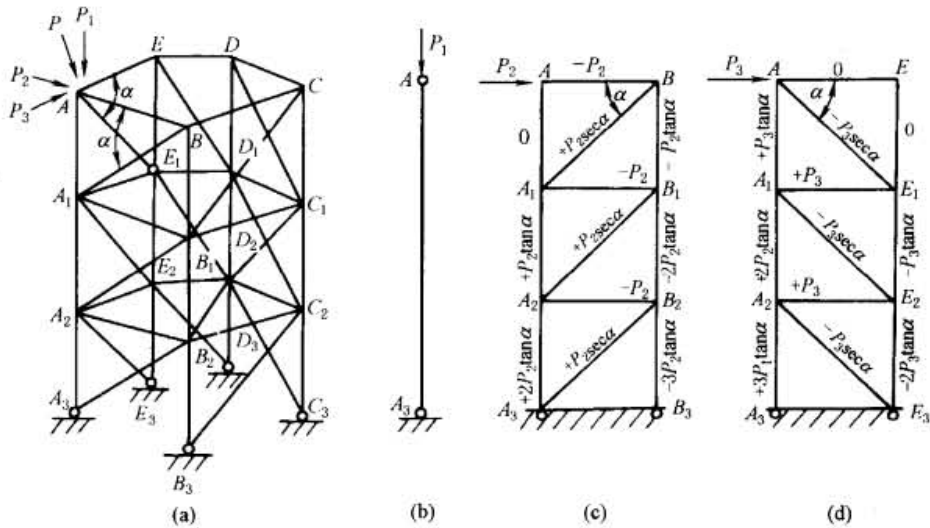 P
P₁
P₂
P₃
A
E
D
C
B
α
α
E₁
D₁
A₁
C₁
B₁
D₂
E₂
A₂
C₂
B₂
D₃
A₃
E₃
C₃
B₃
(a)
P₁
A
A₃
(b)
P₂
A
−P₂
B
α
0
+P₂secα
−P₂tanα
A₁
−P₂
B₁
+P₂tanα
+P₂secα
−2P₂tanα
A₂
−P₂
B₂
+2P₂tanα
+P₂secα
−3P₂tanα
A₃
B₃
(c)
P₃
A
0
E
α
+P₃tanα
−P₃secα
0
A₁
+P₃
E₁
+2P₂tanα
−P₃secα
−P₃tanα
A₂
+P₃
E₂
+3P₁tanα
−P₃secα
−2P₃tanα
A₃
E₃
(d)